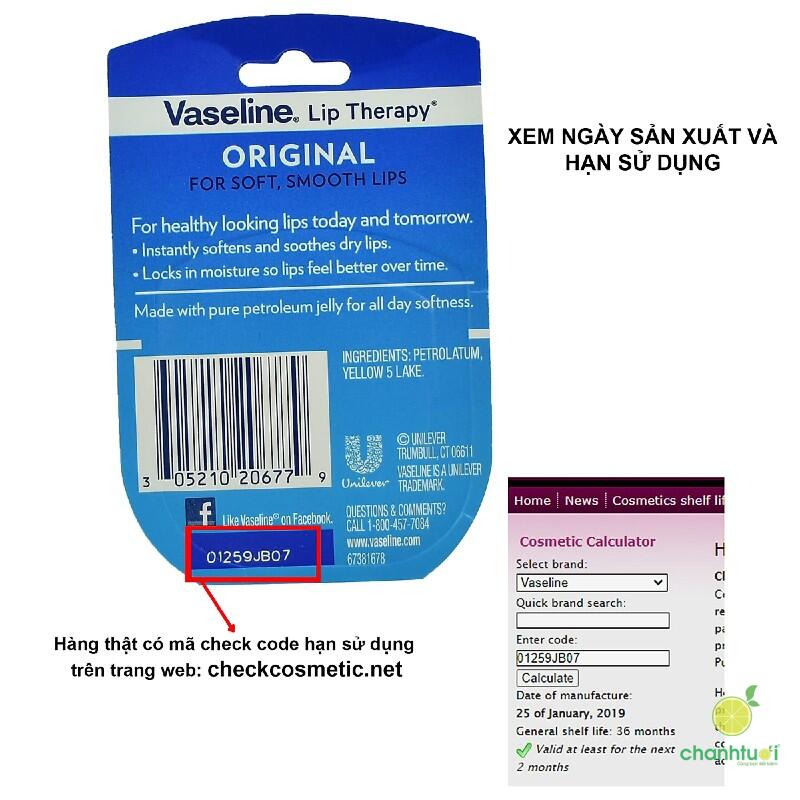 Vaseline® Lip Therapy®
ORIGINAL
FOR SOFT, SMOOTH LIPS
For healthy looking lips today and tomorrow.
• Instantly softens and soothes dry lips.
• Locks in moisture so lips feel better over time.
Made with pure petroleum jelly for all day softness.
INGREDIENTS: PETROLATUM,
YELLOW 5 LAKE.
3 05210 20677 9
Unilever
© UNILEVER
TRUMBULL, CT 06611
VASELINE IS A UNILEVER
TRADEMARK.
f Like Vaseline® on Facebook.
QUESTIONS & COMMENTS?
CALL 1-800-457-7084
www.vaseline.com
67381678
01259JB07
XEM NGÀY SẢN XUẤT VÀ
HẠN SỬ DỤNG
Hàng thật có mã check code hạn sử dụng
trên trang web: checkcosmetic.net
Home News Cosmetics shelf lif
Cosmetic Calculator
Select brand:
Vaseline
Quick brand search:
Enter code:
01259JB07
Calculate
Date of manufacture:
25 of January, 2019
General shelf life: 36 months
Valid at least for the next
2 months
chanhtươi